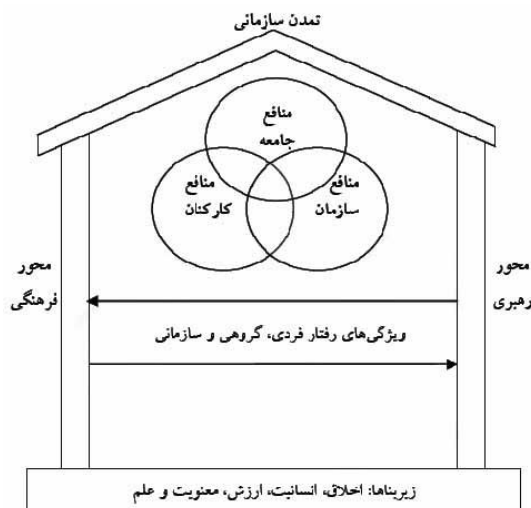 تمدن سازمانی
منافع
جامعه
منافع
سازمان
منافع
کارکنان
محور
رهبری
محور
فرهنگی
ویژگی‌های رفتار فردی، گروهی و سازمانی
زیربناها: اخلاق، انسانیت، ارزش، معنویت و علم